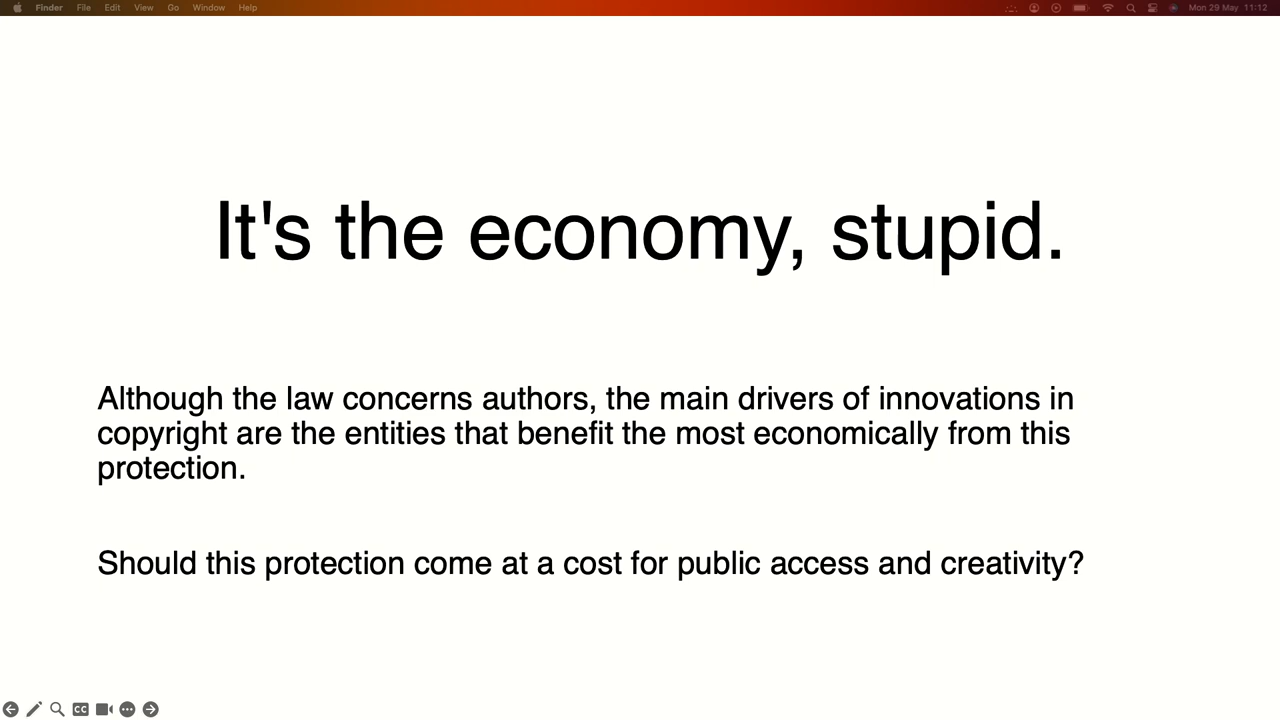 Finder File Edit View Go Window Help Mon 29 May 11:12
It's the economy, stupid.
Although the law concerns authors, the main drivers of innovations in
copyright are the entities that benefit the most economically from this
protection.
Should this protection come at a cost for public access and creativity?
CC